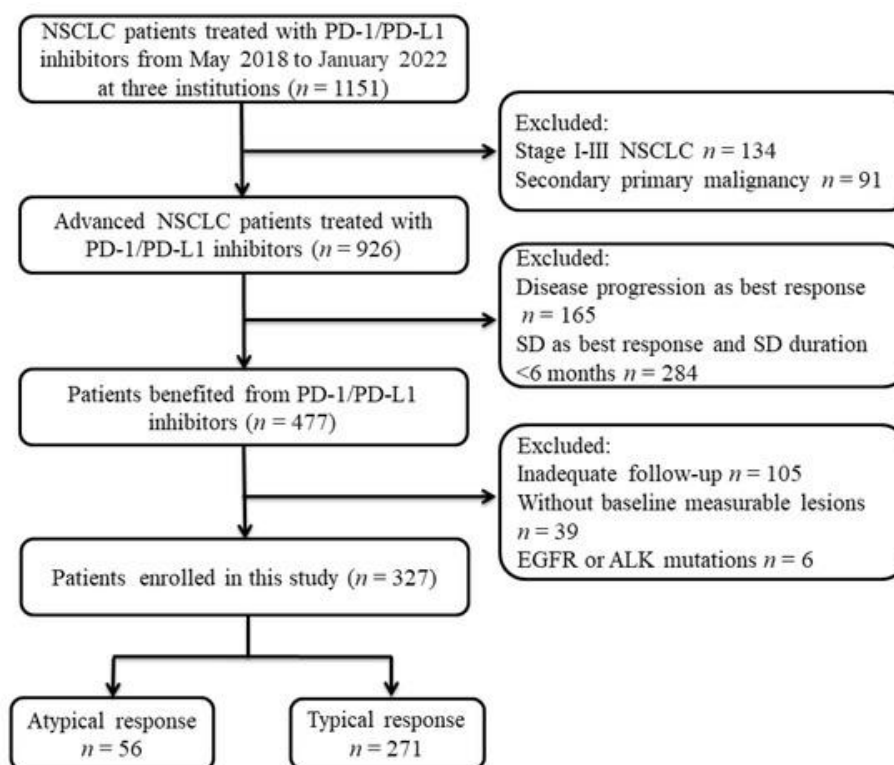 NSCLC patients treated with PD-1/PD-L1
inhibitors from May 2018 to January 2022
at three institutions (n = 1151)
Excluded:
Stage I-III NSCLC n = 134
Secondary primary malignancy n = 91
Advanced NSCLC patients treated with
PD-1/PD-L1 inhibitors (n = 926)
Excluded:
Disease progression as best response
n = 165
SD as best response and SD duration
<6 months n = 284
Patients benefited from PD-1/PD-L1
inhibitors (n = 477)
Excluded:
Inadequate follow-up n = 105
Without baseline measurable lesions
n = 39
EGFR or ALK mutations n = 6
Patients enrolled in this study (n = 327)
Atypical response
n = 56
Typical response
n = 271